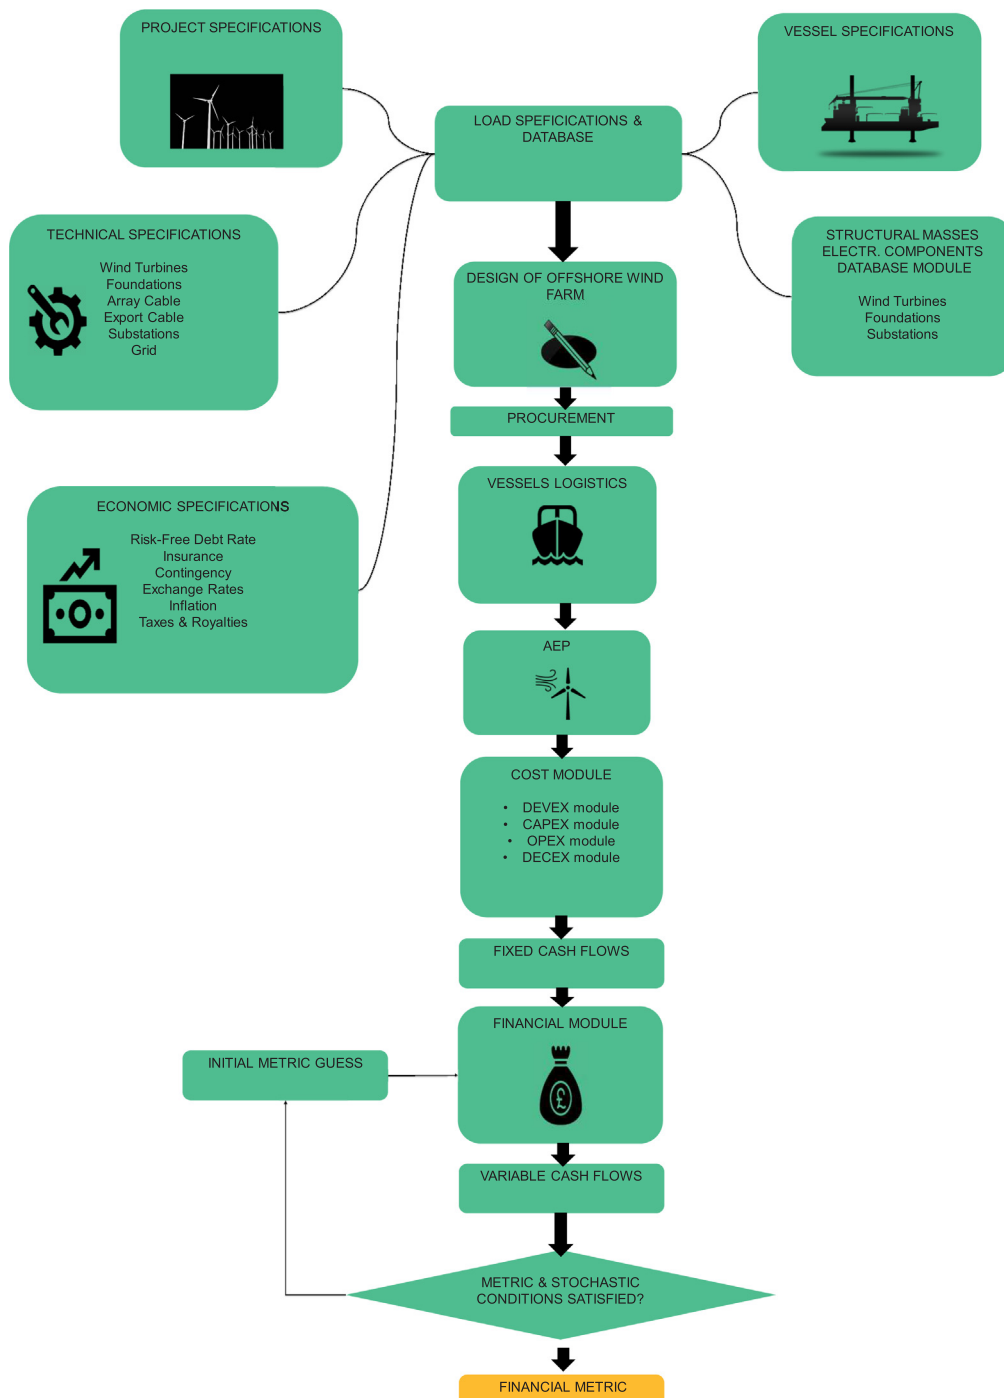 PROJECT SPECIFICATIONS
VESSEL SPECIFICATIONS
LOAD SPEFICICATIONS &
DATABASE
TECHNICAL SPECIFICATIONS
Wind Turbines
Foundations
Array Cable
Export Cable
Substations
Grid
STRUCTURAL MASSES
ELECTR. COMPONENTS
DATABASE MODULE
Wind Turbines
Foundations
Substations
DESIGN OF OFFSHORE WIND
FARM
PROCUREMENT
VESSELS LOGISTICS
ECONOMIC SPECIFICATIONS
Risk-Free Debt Rate
Insurance
Contingency
Exchange Rates
Inflation
Taxes & Royalties
AEP
COST MODULE
• DEVEX module
• CAPEX module
• OPEX module
• DECEX module
FIXED CASH FLOWS
FINANCIAL MODULE
£
INITIAL METRIC GUESS
VARIABLE CASH FLOWS
METRIC & STOCHASTIC
CONDITIONS SATISFIED?
FINANCIAL METRIC